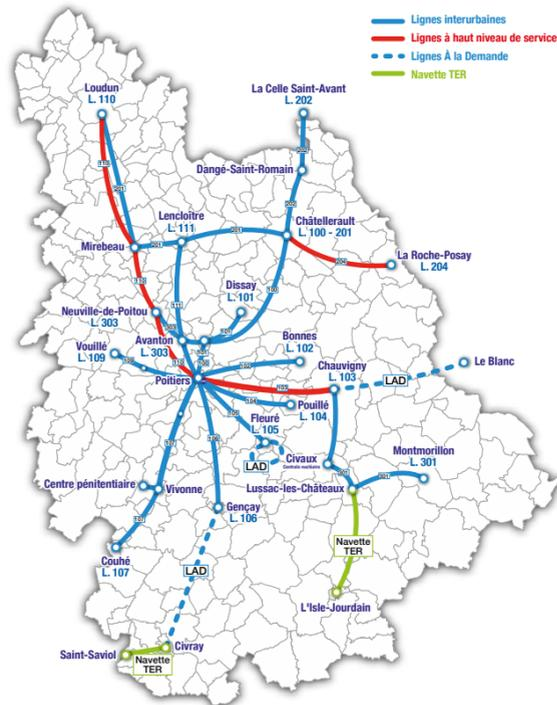 Lignes interurbaines
Lignes à haut niveau de service
Lignes À la Demande
Navette TER
Loudun
L. 110
La Celle Saint-Avant
L. 202
Dangé-Saint-Romain
Lencloître
L. 111
Châtellerault
L. 100 - 201
Mirebeau
La Roche-Posay
L. 204
Dissay
L. 101
Neuville-de-Poitou
L. 303
Avanton
L. 303
Bonnes
L. 102
Vouillé
L. 109
Chauvigny
L. 103
Le Blanc
LAD
Poitiers
Pouillé
L. 104
Fleuré
L. 105
LAD
Civaux
Centrale nucléaire
Montmorillon
L. 301
Centre pénitentiaire
Vivonne
Lussac-les-Châteaux
Gençay
L. 106
Navette
TER
Couhé
L. 107
LAD
L'Isle-Jourdain
Saint-Saviol
Civray
Navette
TER